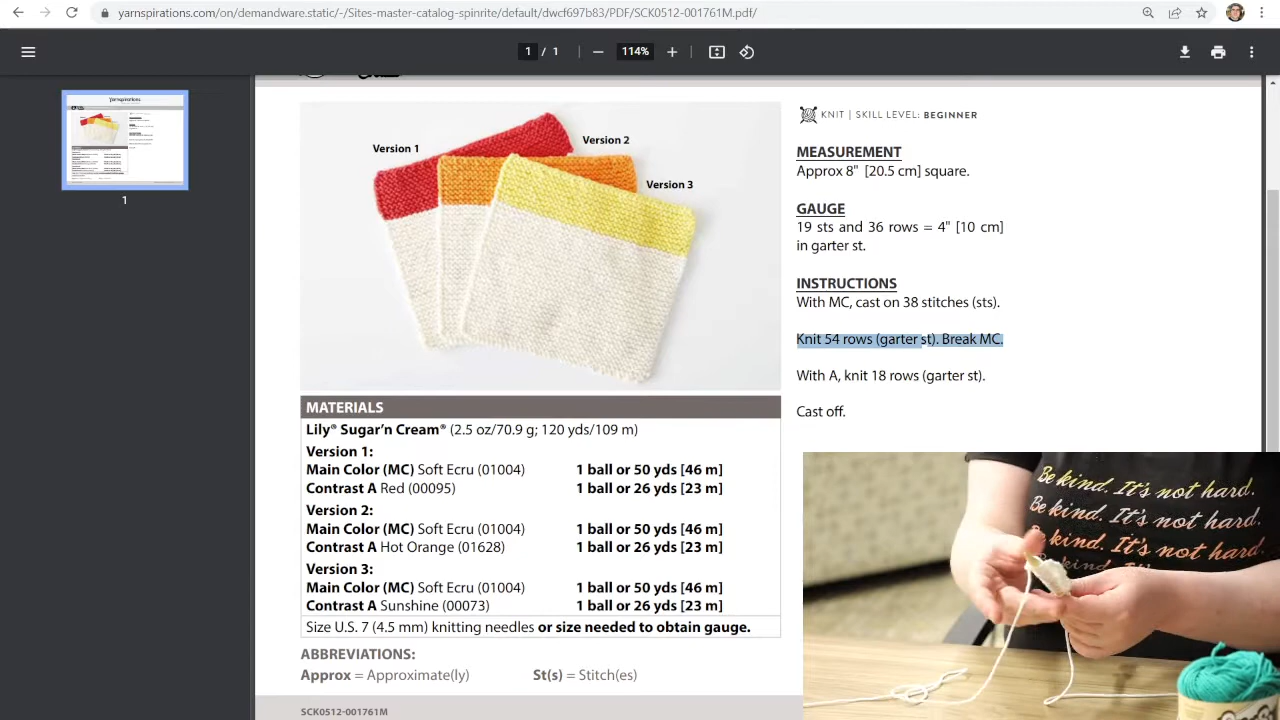 yarnspirations.com/on/demandware.static/-/Sites-master-catalog-spinrite/default/dwcf697b83/PDF/SCK0512-001761M.pdf/
1 / 1
114%
1
Version 1
Version 2
Version 3
KNIT | SKILL LEVEL: BEGINNER
MEASUREMENT
Approx 8" [20.5 cm] square.
GAUGE
19 sts and 36 rows = 4" [10 cm]
in garter st.
INSTRUCTIONS
With MC, cast on 38 stitches (sts).
Knit 54 rows (garter st). Break MC.
With A, knit 18 rows (garter st).
Cast off.
MATERIALS
Lily® Sugar'n Cream® (2.5 oz/70.9 g; 120 yds/109 m)
Version 1:
Main Color (MC) Soft Ecru (01004) 1 ball or 50 yds [46 m]
Contrast A Red (00095) 1 ball or 26 yds [23 m]
Version 2:
Main Color (MC) Soft Ecru (01004) 1 ball or 50 yds [46 m]
Contrast A Hot Orange (01628) 1 ball or 26 yds [23 m]
Version 3:
Main Color (MC) Soft Ecru (01004) 1 ball or 50 yds [46 m]
Contrast A Sunshine (00073) 1 ball or 26 yds [23 m]
Size U.S. 7 (4.5 mm) knitting needles or size needed to obtain gauge.
ABBREVIATIONS:
Approx = Approximate(ly) St(s) = Stitch(es)
SCK0512-001761M
Be kind. It's not hard.
Be kind. It's not hard.
kind. It's not hard.